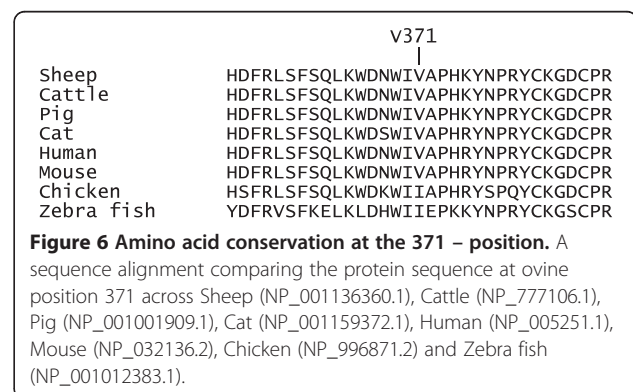 V371
Sheep HDFRLSFSQLKWDNWIVAPHKYNPRYCKGDCPR
Cattle HDFRLSFSQLKWDNWIVAPHKYNPRYCKGDCPR
Pig HDFRLSFSQLKWDNWIVAPHKYNPRYCKGDCPR
Cat HDFRLSFSQLKWDSWIVAPHRYNPRYCKGDCPR
Human HDFRLSFSQLKWDNWIVAPHRYNPRYCKGDCPR
Mouse HDFRLSFSQLKWDNWIVAPHRYNPRYCKGDCPR
Chicken HSFRLSFSQLKWDKWIIAPHRYSPQYCKGDCPR
Zebra fish YDFRVSFKELKLDHWIIEPKKYNPRYCKGSCPR
Figure 6 Amino acid conservation at the 371 – position. A
sequence alignment comparing the protein sequence at ovine
position 371 across Sheep (NP_001136360.1), Cattle (NP_777106.1),
Pig (NP_001001909.1), Cat (NP_001159372.1), Human (NP_005251.1),
Mouse (NP_032136.2), Chicken (NP_996871.2) and Zebra fish
(NP_001012383.1).